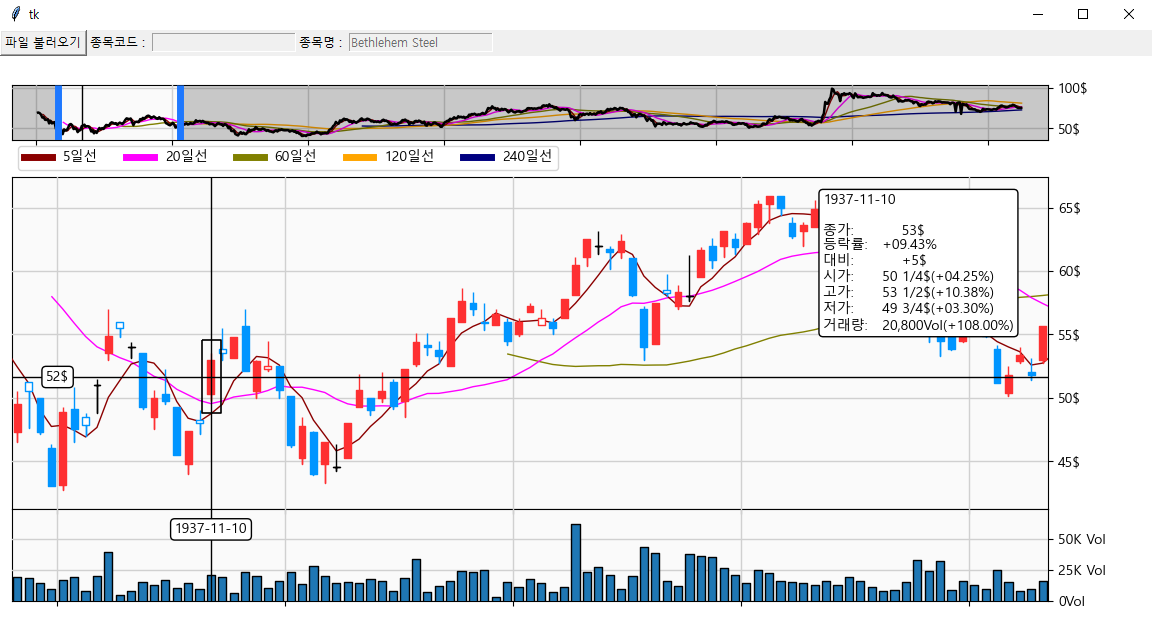 tk
파일 불러오기 종목코드 : 종목명 : Bethlehem Steel
100$
50$
5일선 20일선 60일선 120일선 240일선
65$
60$
55$
50$
45$
52$
1937-11-10
종가: 53$
등락률: +09.43%
대비: +5$
시가: 50 1/4$(+04.25%)
고가: 53 1/2$(+10.38%)
저가: 49 3/4$(+03.30%)
거래량: 20,800Vol(+108.00%)
1937-11-10
50K Vol
25K Vol
0Vol